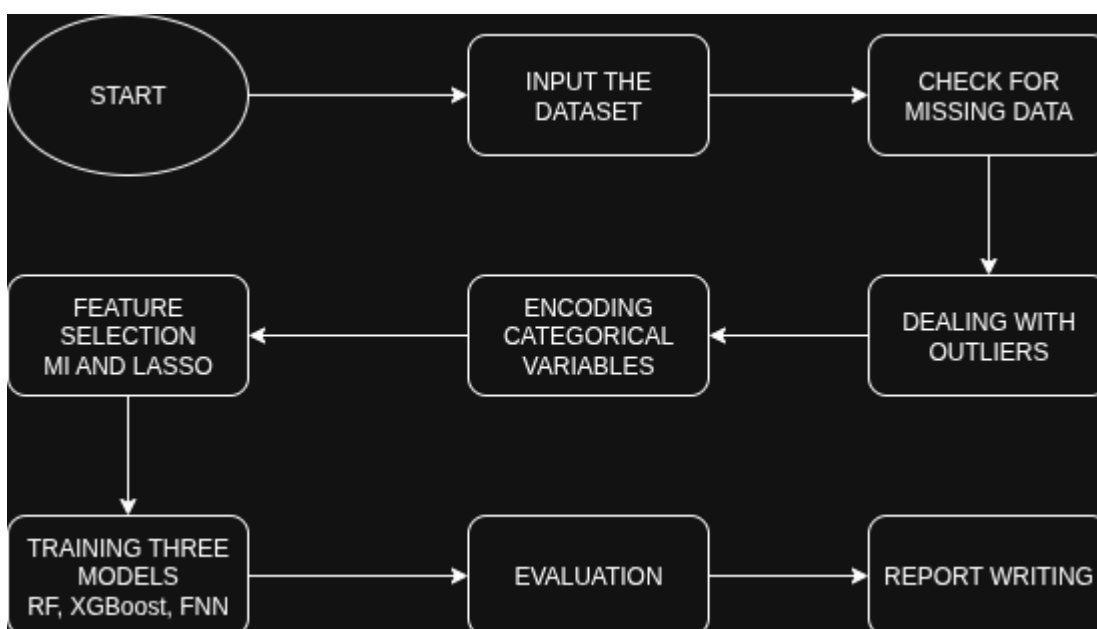 START
INPUT THE
DATASET
CHECK FOR
MISSING DATA
DEALING WITH
OUTLIERS
ENCODING
CATEGORICAL
VARIABLES
FEATURE
SELECTION
MI AND LASSO
TRAINING THREE
MODELS
RF, XGBoost, FNN
EVALUATION
REPORT WRITING